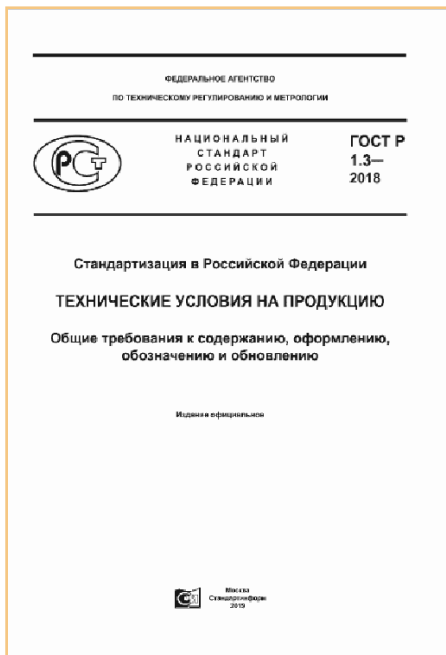 ФЕДЕРАЛЬНОЕ АГЕНТСТВО
ПО ТЕХНИЧЕСКОМУ РЕГУЛИРОВАНИЮ И МЕТРОЛОГИИ
НАЦИОНАЛЬНЫЙ
СТАНДАРТ
РОССИЙСКОЙ
ФЕДЕРАЦИИ
ГОСТ Р
1.3—
2018
Стандартизация в Российской Федерации
ТЕХНИЧЕСКИЕ УСЛОВИЯ НА ПРОДУКЦИЮ
Общие требования к содержанию, оформлению,
обозначению и обновлению
Издание официальное
Москва
Стандартинформ
2019